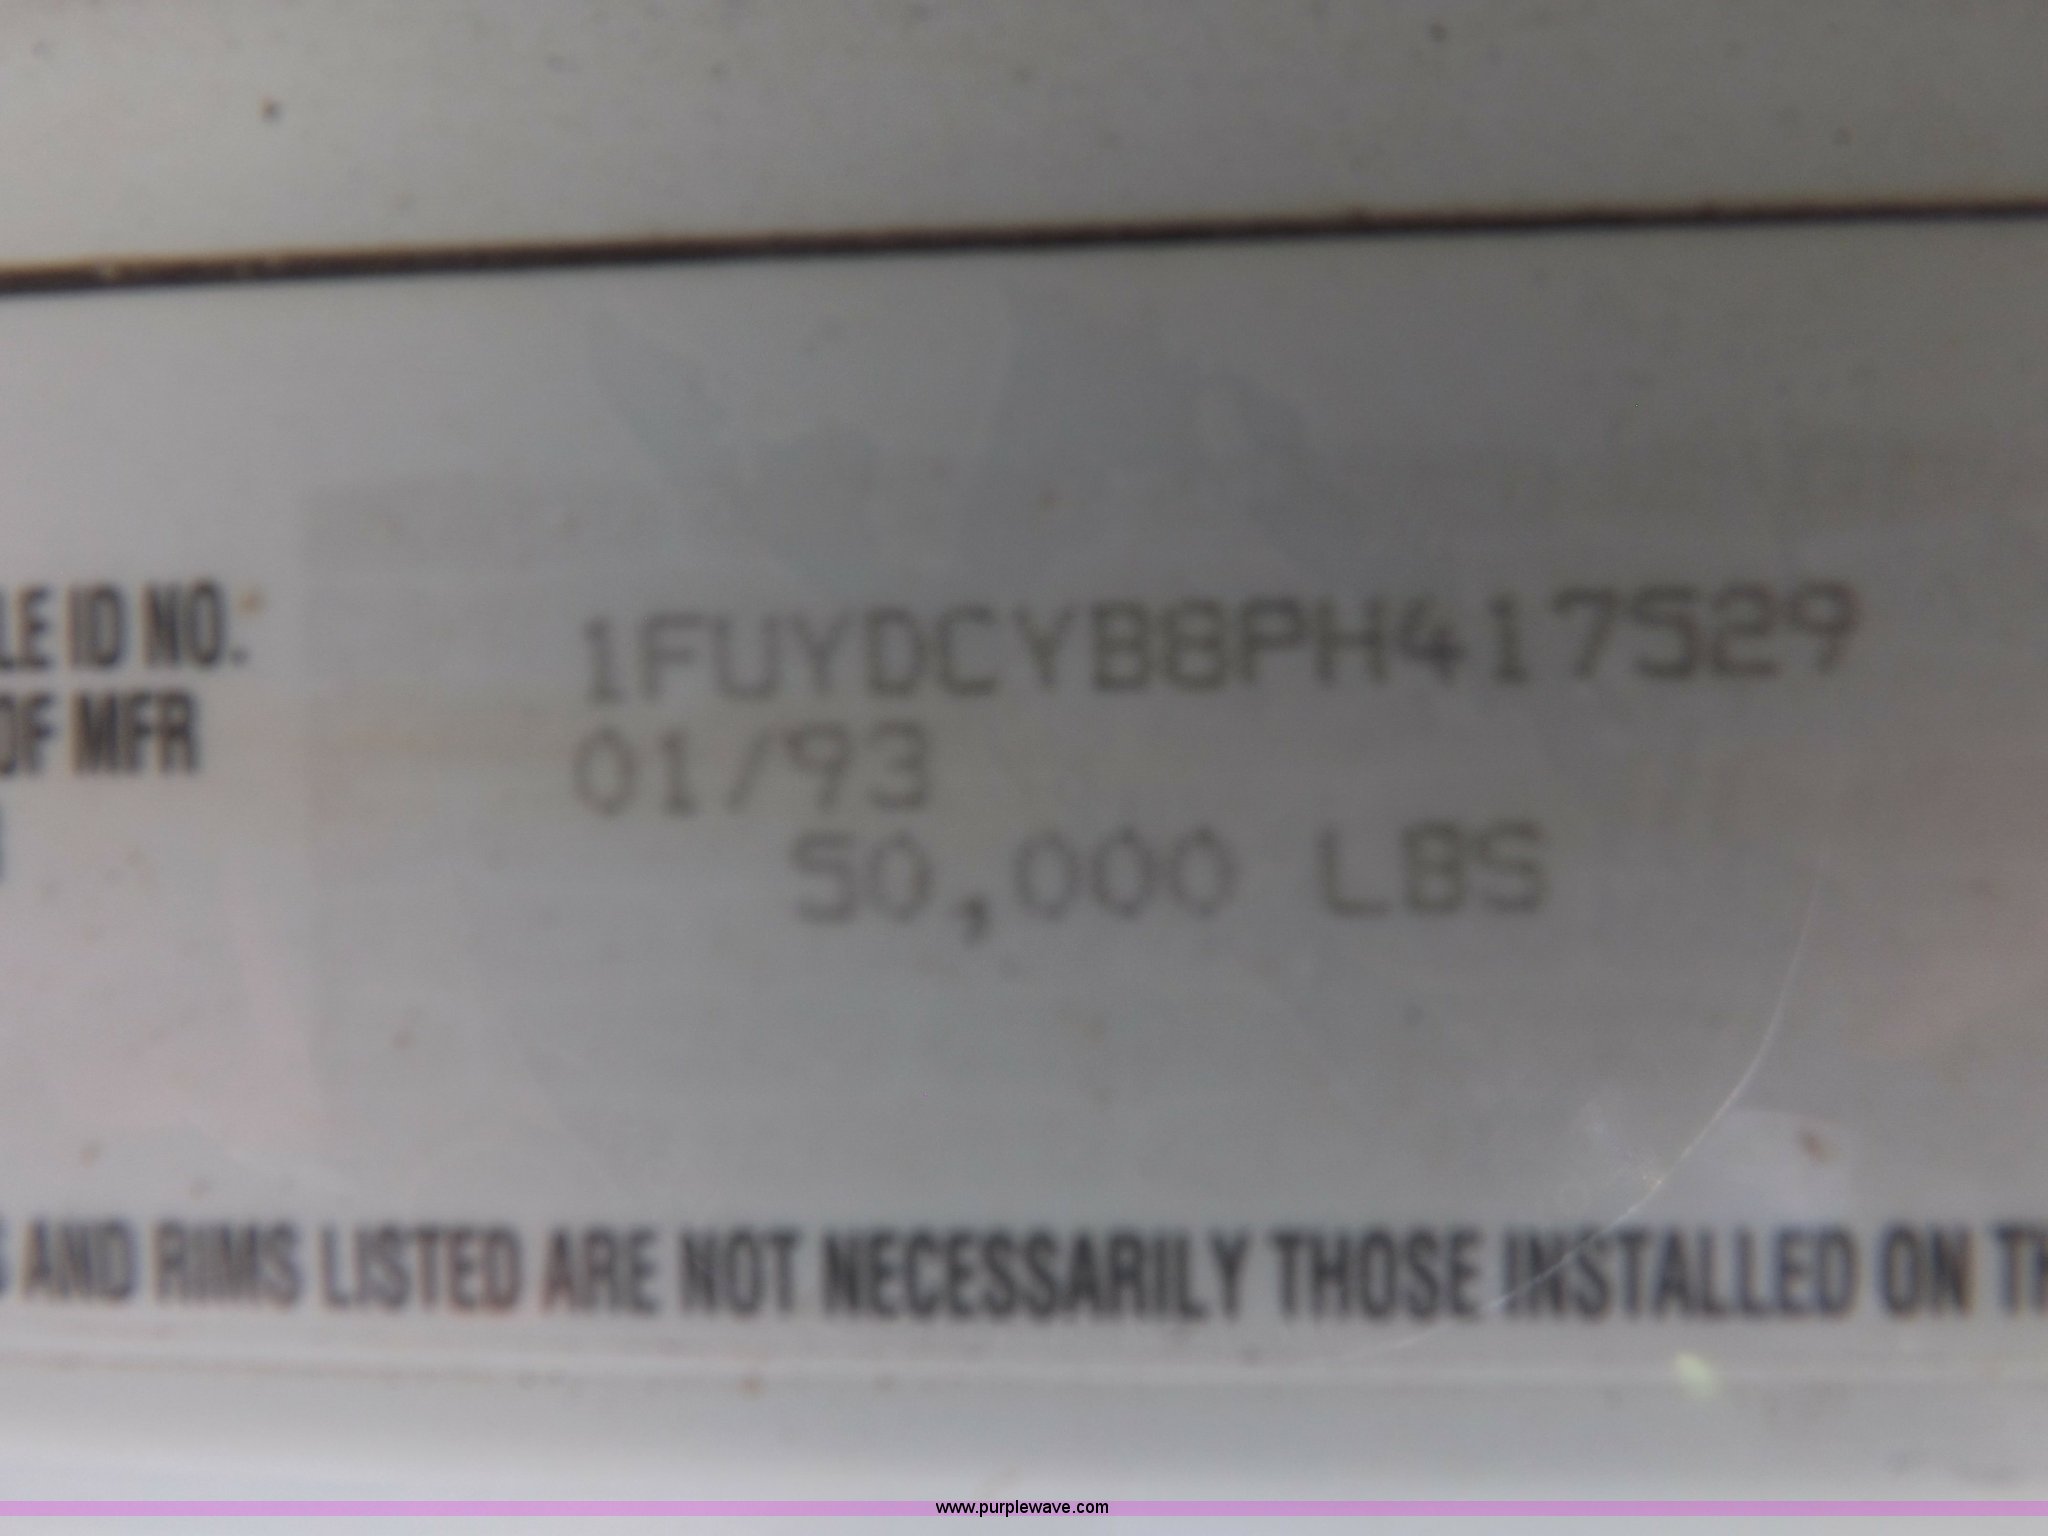 LE ID NO. 1FUYDCYB8PH417529
OF MFR 01/93
50,000 LBS
S AND RIMS LISTED ARE NOT NECESSARILY THOSE INSTALLED ON TH
www.purplewave.com